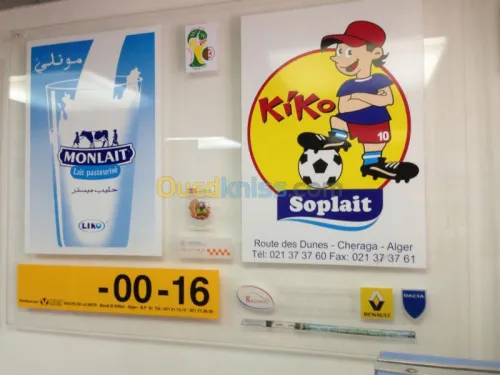 مونلي
MONLAIT
Lait pasteurisé
حليب مبستر
LIKO
KiKo
10
Soplait
Route des Dunes - Cheraga - Alger
Tél: 021 37 37 60 Fax: 021 37 37 61
Ouedkniss.com
-00-16
RENAULT
DACIA